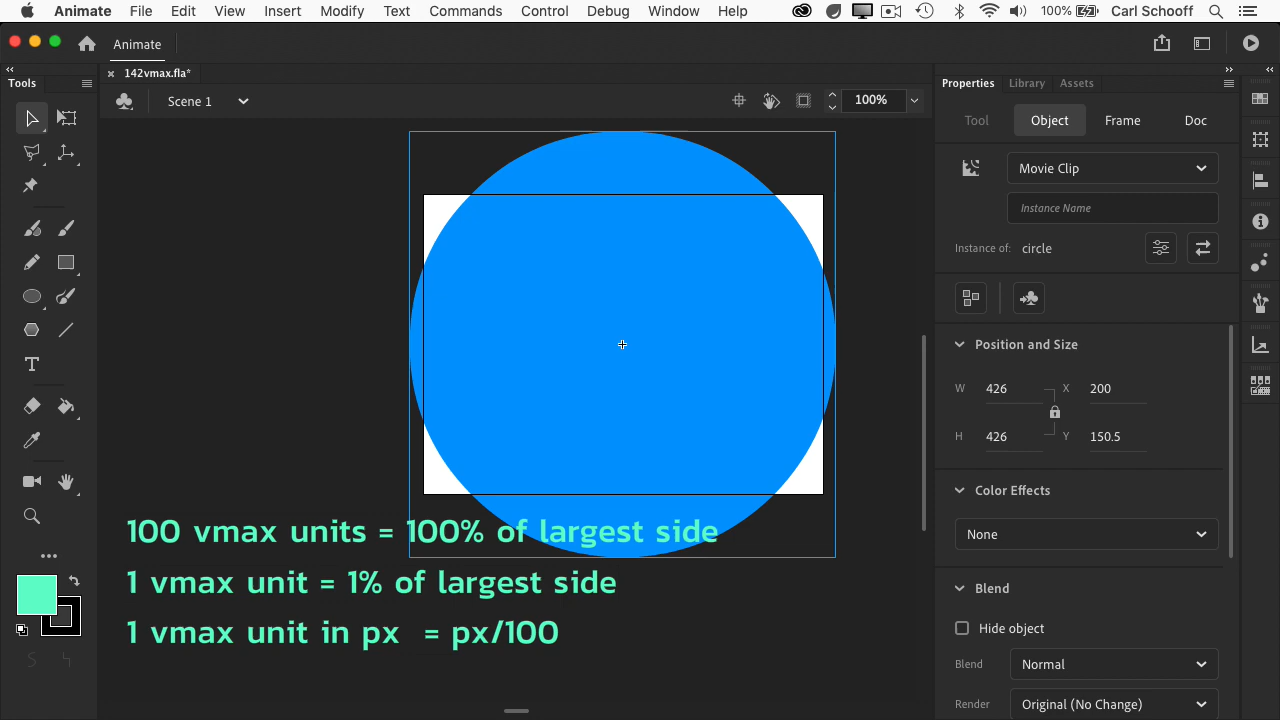 Animate File Edit View Insert Modify Text Commands Control Debug Window Help 100% Carl Schooff
Animate
Tools
142vmax.fla*
Scene 1
100%
Properties Library Assets
Tool Object Frame Doc
Movie Clip
Instance Name
Instance of: circle
Position and Size
W 426 X 200
H 426 Y 150.5
Color Effects
None
Blend
Hide object
Blend Normal
Render Original (No Change)
100 vmax units = 100% of largest side
1 vmax unit = 1% of largest side
1 vmax unit in px = px/100